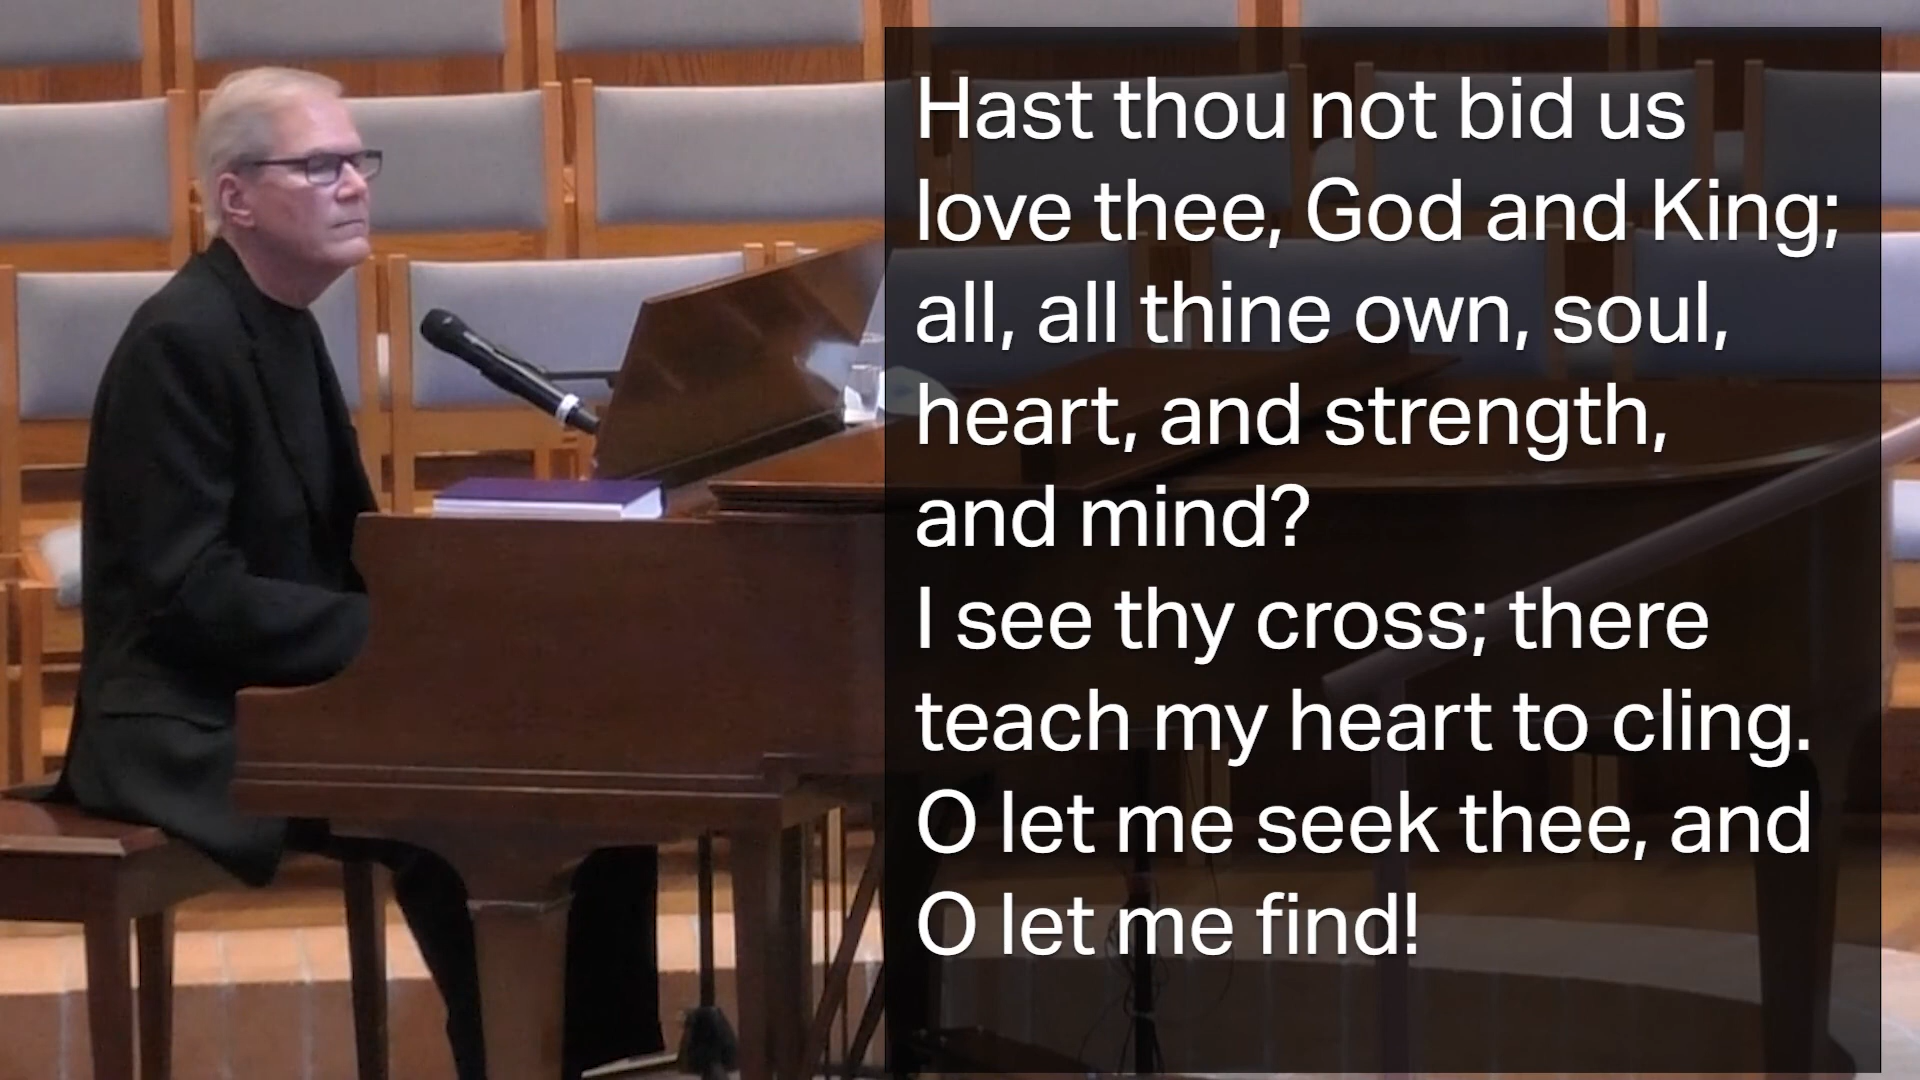 Hast thou not bid us
love thee, God and King;
all, all thine own, soul,
heart, and strength,
and mind?
I see thy cross; there
teach my heart to cling.
O let me seek thee, and
O let me find!